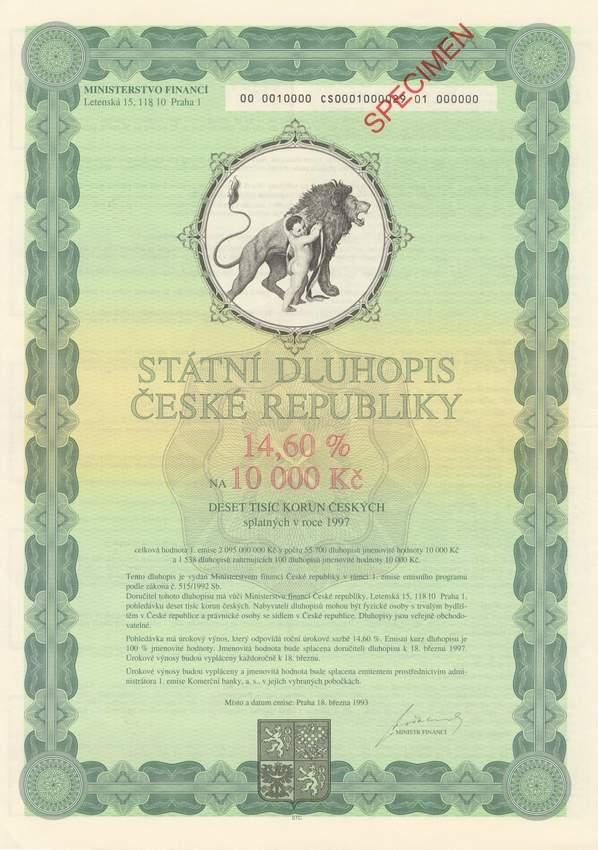 MINISTERSTVO FINANCÍ
Letenská 15, 118 10 Praha 1
00 0010000 CS0001000029 01 000000
SPECIMEN
STÁTNÍ DLUHOPIS
ČESKÉ REPUBLIKY
14,60 %
NA 10 000 Kč
DESET TISÍC KORUN ČESKÝCH
splatných v roce 1997
celková hodnota 1. emise 2 095 000 000 Kč v počtu 55 700 dluhopisů jmenovité hodnoty 10 000 Kč
a 1 538 dluhopisů zahrnujících 100 dluhopisů jmenovité hodnoty 10 000 Kč.
Tento dluhopis je vydán Ministerstvem financí České republiky v rámci 1. emise emisního programu
podle zákona č. 515/1992 Sb.
Doručitel tohoto dluhopisu má vůči Ministerstvu financí České republiky, Letenská 15, 118 10 Praha 1.
pohledávku deset tisíc korun českých. Nabyvateli dluhopisů mohou být fyzické osoby s trvalým bydliš-
těm v České republice a právnické osoby se sídlem v České republice. Dluhopisy jsou veřejně obchodo-
vatelné.
Pohledávka má úrokový výnos, který odpovídá roční úrokové sazbě 14,60 %. Emisní kurz dluhopisu je
100 % jmenovité hodnoty. Jmenovitá hodnota bude splacena doručiteli dluhopisu k 18. březnu 1997.
Úrokové výnosy budou vypláceny každoročně k 18. březnu.
Úrokové výnosy budou vypláceny a jmenovitá hodnota bude splacena emitentem prostřednictvím admi-
nistrátora 1. emise Komerční banky, a. s., v jejích vybraných pobočkách.
Místo a datum emise: Praha 18. března 1993
MINISTR FINANCÍ
STC